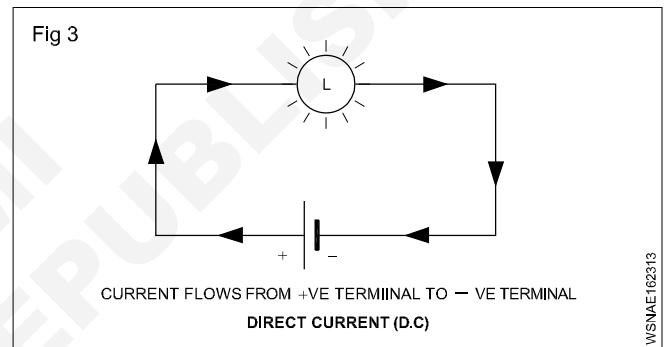 Fig 3
L
+ −
CURRENT FLOWS FROM +VE TERMIINAL TO − VE TERMINAL
DIRECT CURRENT (D.C)
WSNAE162313